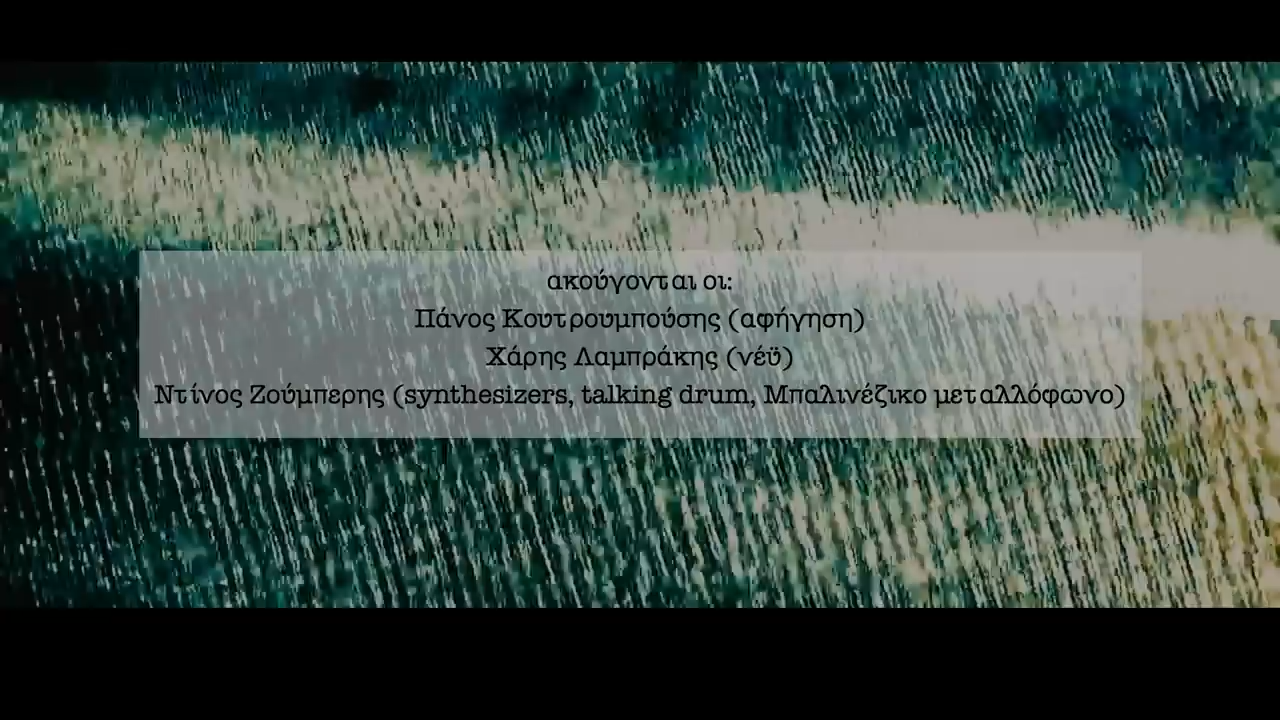 ακούγονται οι:
Πάνος Κουτρουμπούσης (αφήγηση)
Χάρης Λαμπράκης (νέϋ)
Ντίνος Ζούμπερης (synthesizers, talking drum, Μπαλινέζικο μεταλλόφωνο)